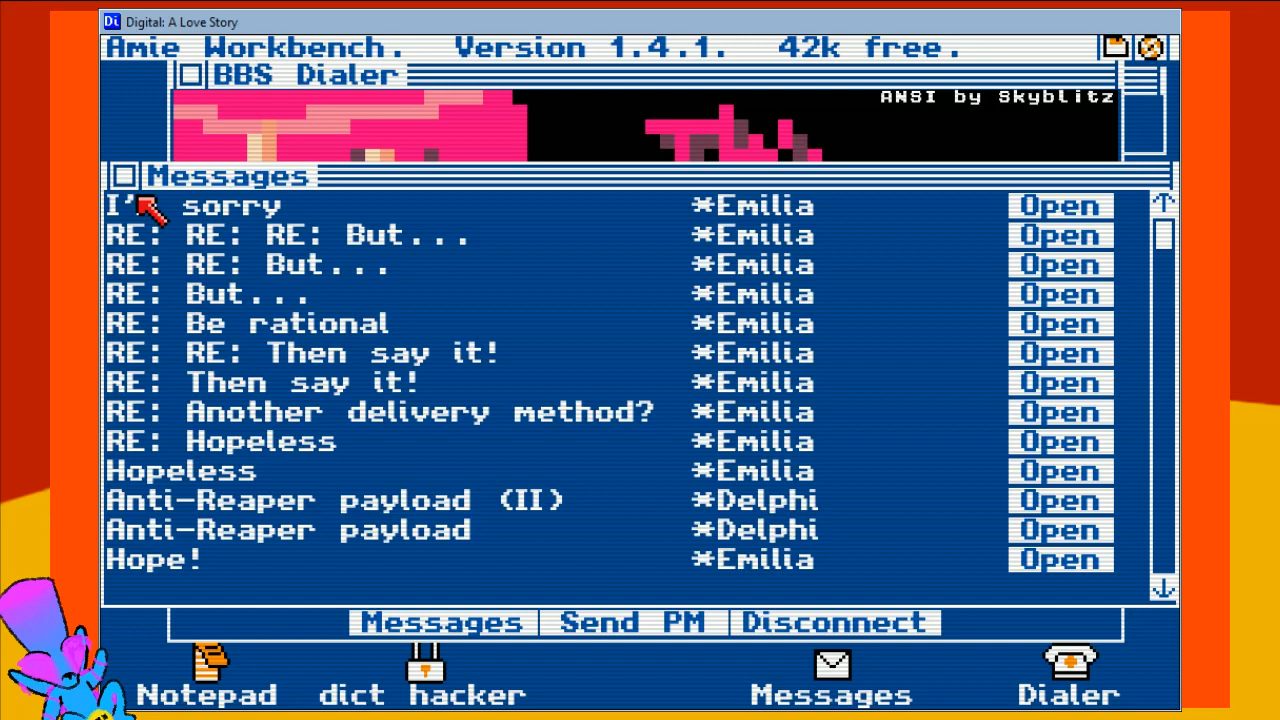 Digital: A Love Story
Amie Workbench. Version 1.4.1. 42k free.
BBS Dialer
ANSI by Skyblitz
Messages
sorry *Emilia Open
RE: RE: RE: But... *Emilia Open
RE: RE: But... *Emilia Open
RE: But... *Emilia Open
RE: Be rational *Emilia Open
RE: RE: Then say it! *Emilia Open
RE: Then say it! *Emilia Open
RE: Another delivery method? *Emilia Open
RE: Hopeless *Emilia Open
Hopeless *Emilia Open
Anti-Reaper payload (II) *Delphi Open
Anti-Reaper payload *Delphi Open
Hope! *Emilia Open
Messages Send PM Disconnect
Notepad dict hacker Messages Dialer